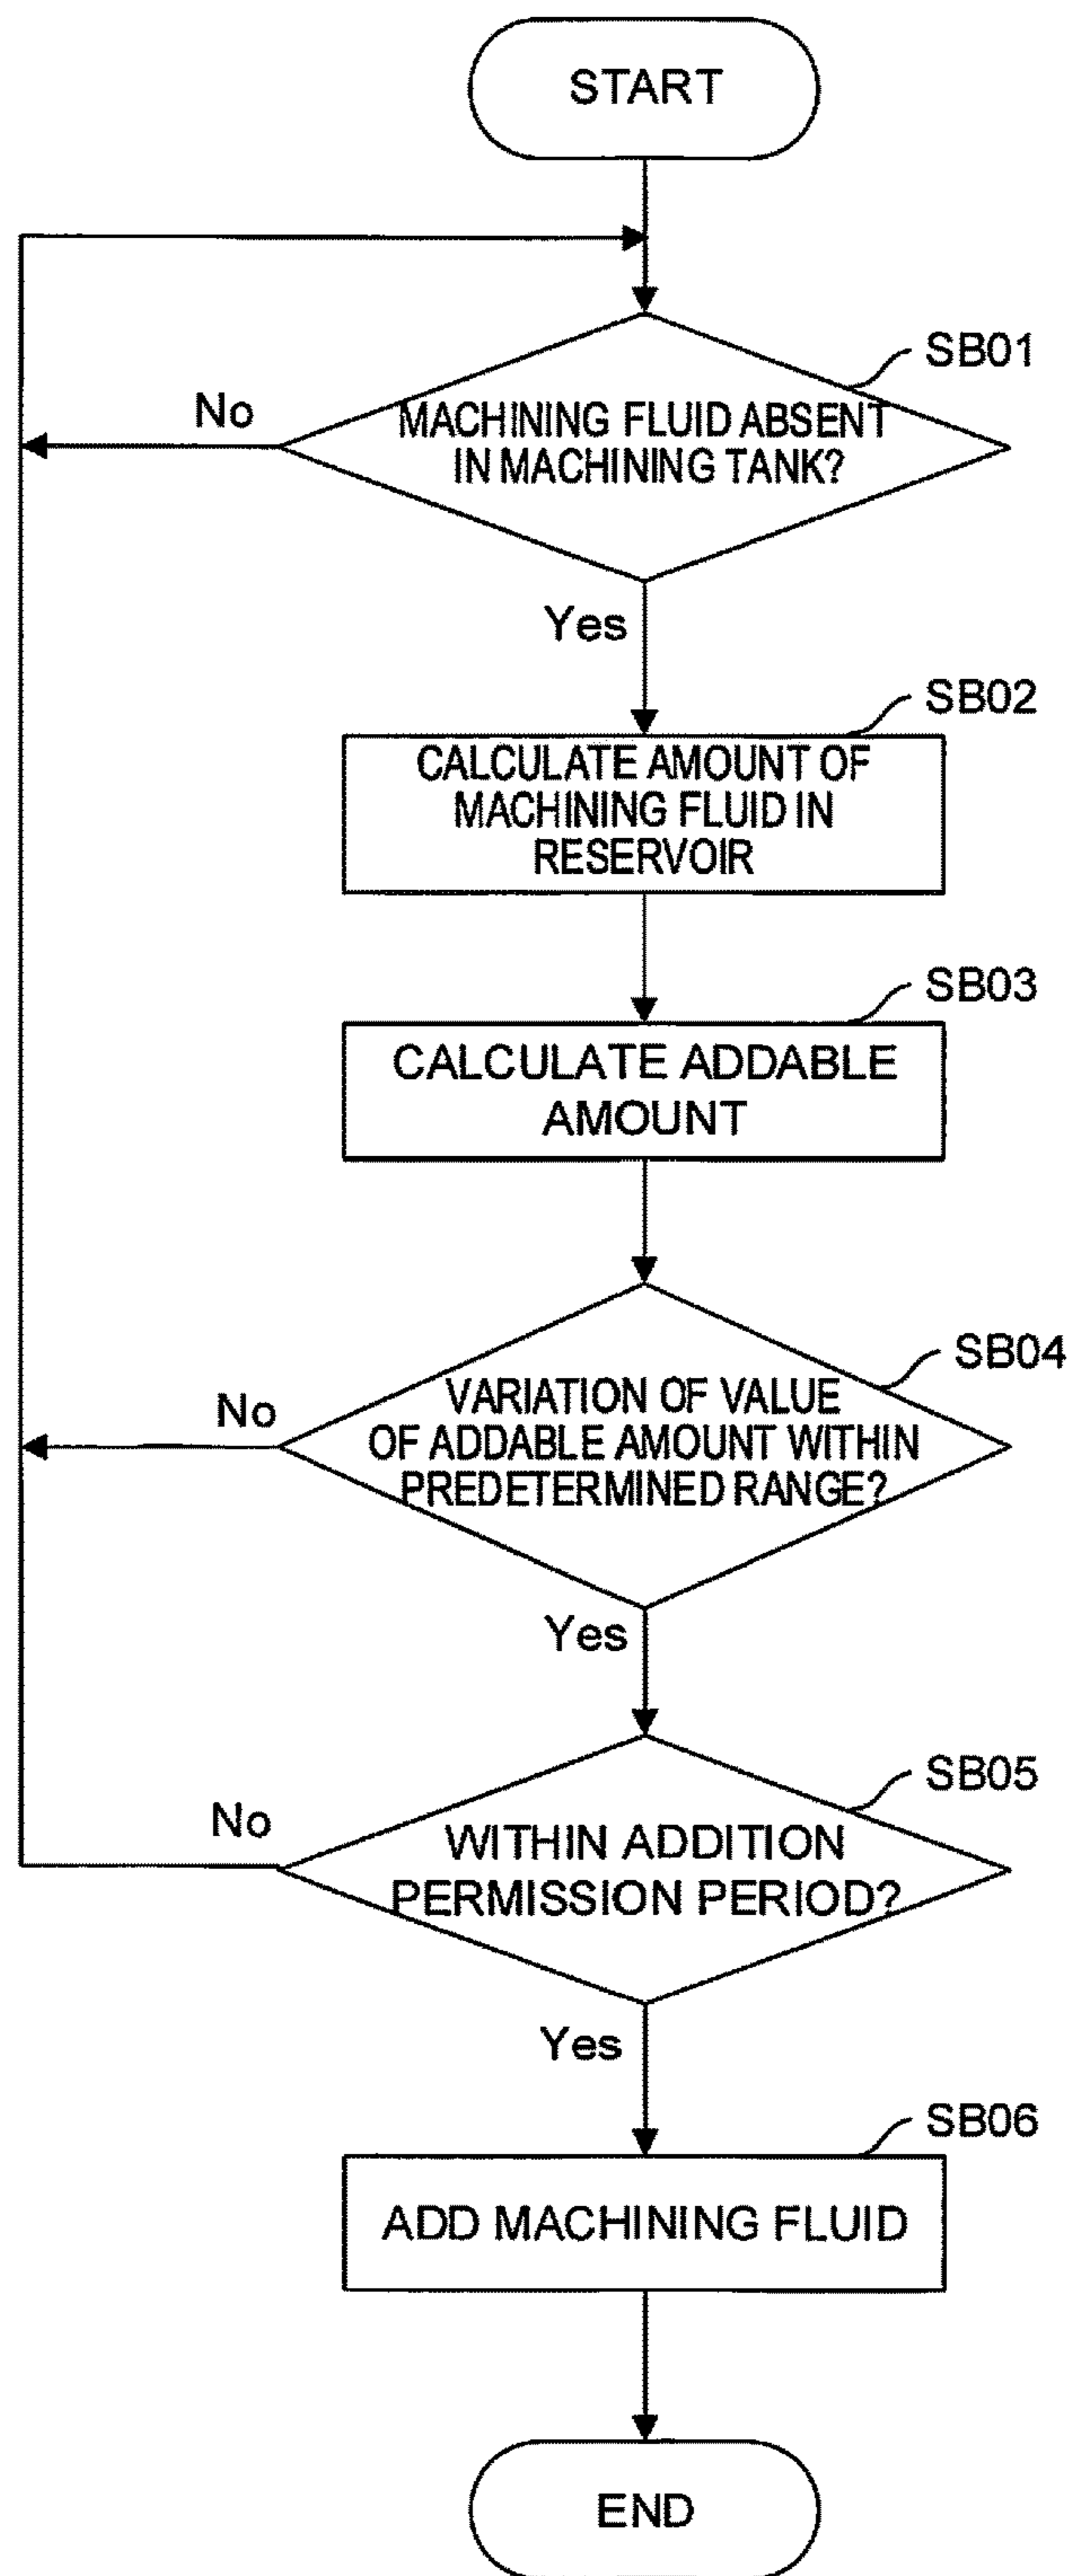 START
SB01
No
MACHINING FLUID ABSENT
IN MACHINING TANK?
Yes
SB02
CALCULATE AMOUNT OF
MACHINING FLUID IN
RESERVOIR
SB03
CALCULATE ADDABLE
AMOUNT
SB04
No
VARIATION OF VALUE
OF ADDABLE AMOUNT WITHIN
PREDETERMINED RANGE?
Yes
SB05
No
WITHIN ADDITION
PERMISSION PERIOD?
Yes
SB06
ADD MACHINING FLUID
END